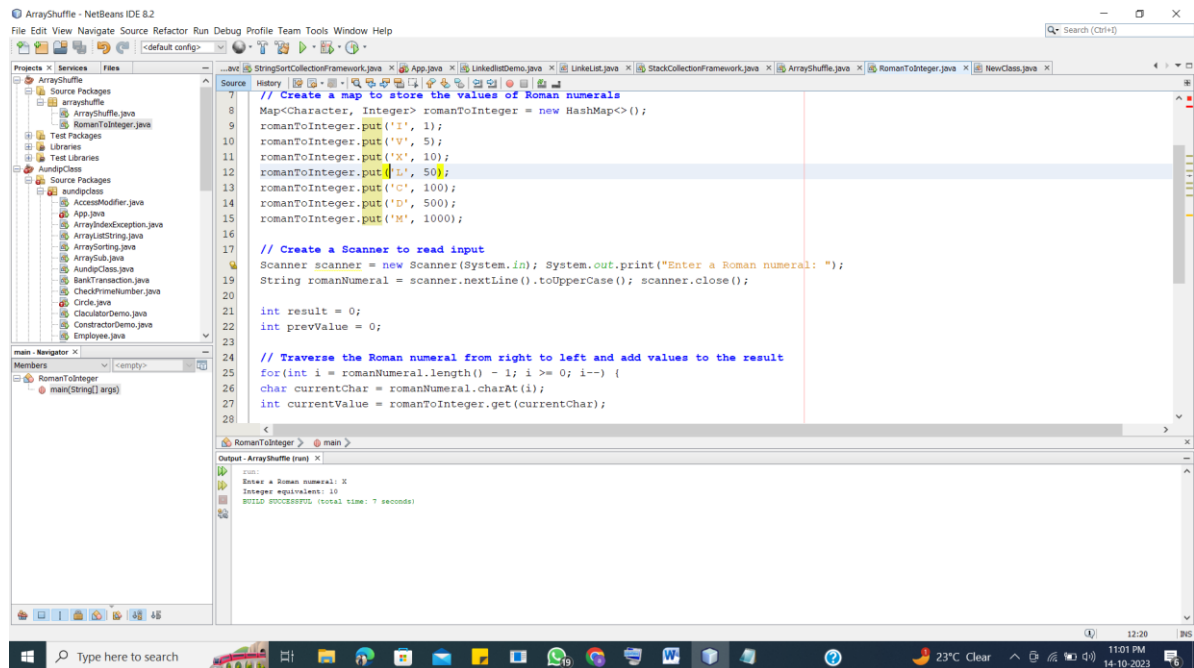 ArrayShuffle - NetBeans IDE 8.2
File Edit View Navigate Source Refactor Run Debug Profile Team Tools Window Help
Search (Ctrl+I)
<default config>
Projects Services Files
...ava StringSortCollectionFramework.java App.java LinkedlistDemo.java LinkeList.java StackCollectionFramework.java ArrayShuffle.java RomanToInteger.java NewClass.java
Source History
ArrayShuffle
Source Packages
arrayshuffle
ArrayShuffle.java
RomanToInteger.java
Test Packages
Libraries
Test Libraries
AundipClass
Source Packages
aundipclass
AccessModifier.java
App.java
ArrayIndexException.java
ArrayListString.java
ArraySorting.java
ArraySub.java
AundipClass.java
BankTransaction.java
CheckPrimeNumber.java
Circle.java
ClaculatorDemo.java
ConstractorDemo.java
Employee.java
main - Navigator
Members <empty>
RomanToInteger
main(String[] args)
7 // Create a map to store the values of Roman numerals
8 Map<Character, Integer> romanToInteger = new HashMap<>();
9 romanToInteger.put('I', 1);
10 romanToInteger.put('V', 5);
11 romanToInteger.put('X', 10);
12 romanToInteger.put('L', 50);
13 romanToInteger.put('C', 100);
14 romanToInteger.put('D', 500);
15 romanToInteger.put('M', 1000);
16
17 // Create a Scanner to read input
Scanner scanner = new Scanner(System.in); System.out.print("Enter a Roman numeral: ");
19 String romanNumeral = scanner.nextLine().toUpperCase(); scanner.close();
20
21 int result = 0;
22 int prevValue = 0;
23
24 // Traverse the Roman numeral from right to left and add values to the result
25 for(int i = romanNumeral.length() - 1; i >= 0; i--) {
26 char currentChar = romanNumeral.charAt(i);
27 int currentValue = romanToInteger.get(currentChar);
28
RomanToInteger main
Output - ArrayShuffle (run)
run:
Enter a Roman numeral: X
Integer equivalent: 10
BUILD SUCCESSFUL (total time: 7 seconds)
12:20 INS
Type here to search
19
23°C Clear
11:01 PM
14-10-2023
6